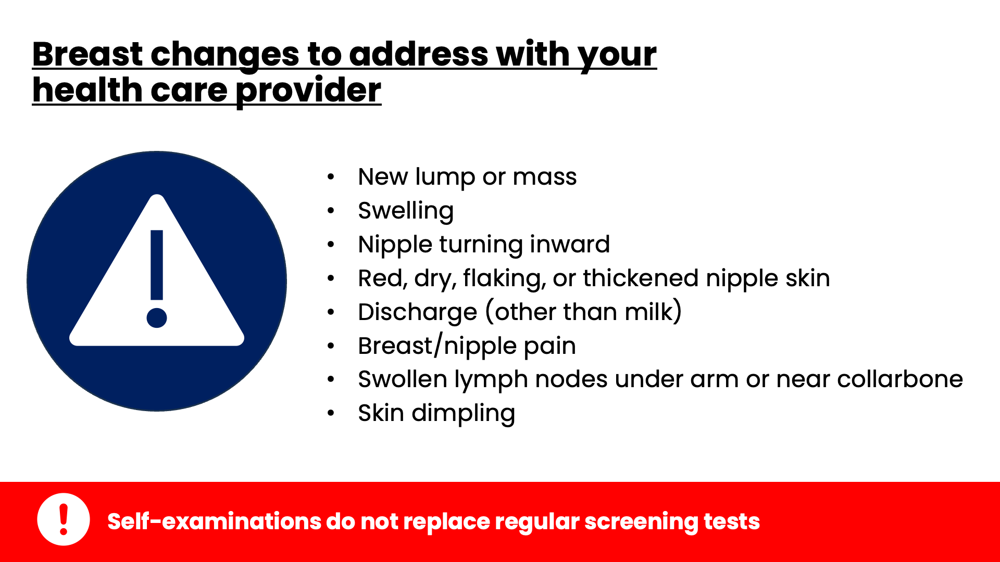 Breast changes to address with your
health care provider
• New lump or mass
• Swelling
• Nipple turning inward
• Red, dry, flaking, or thickened nipple skin
• Discharge (other than milk)
• Breast/nipple pain
• Swollen lymph nodes under arm or near collarbone
• Skin dimpling
Self-examinations do not replace regular screening tests